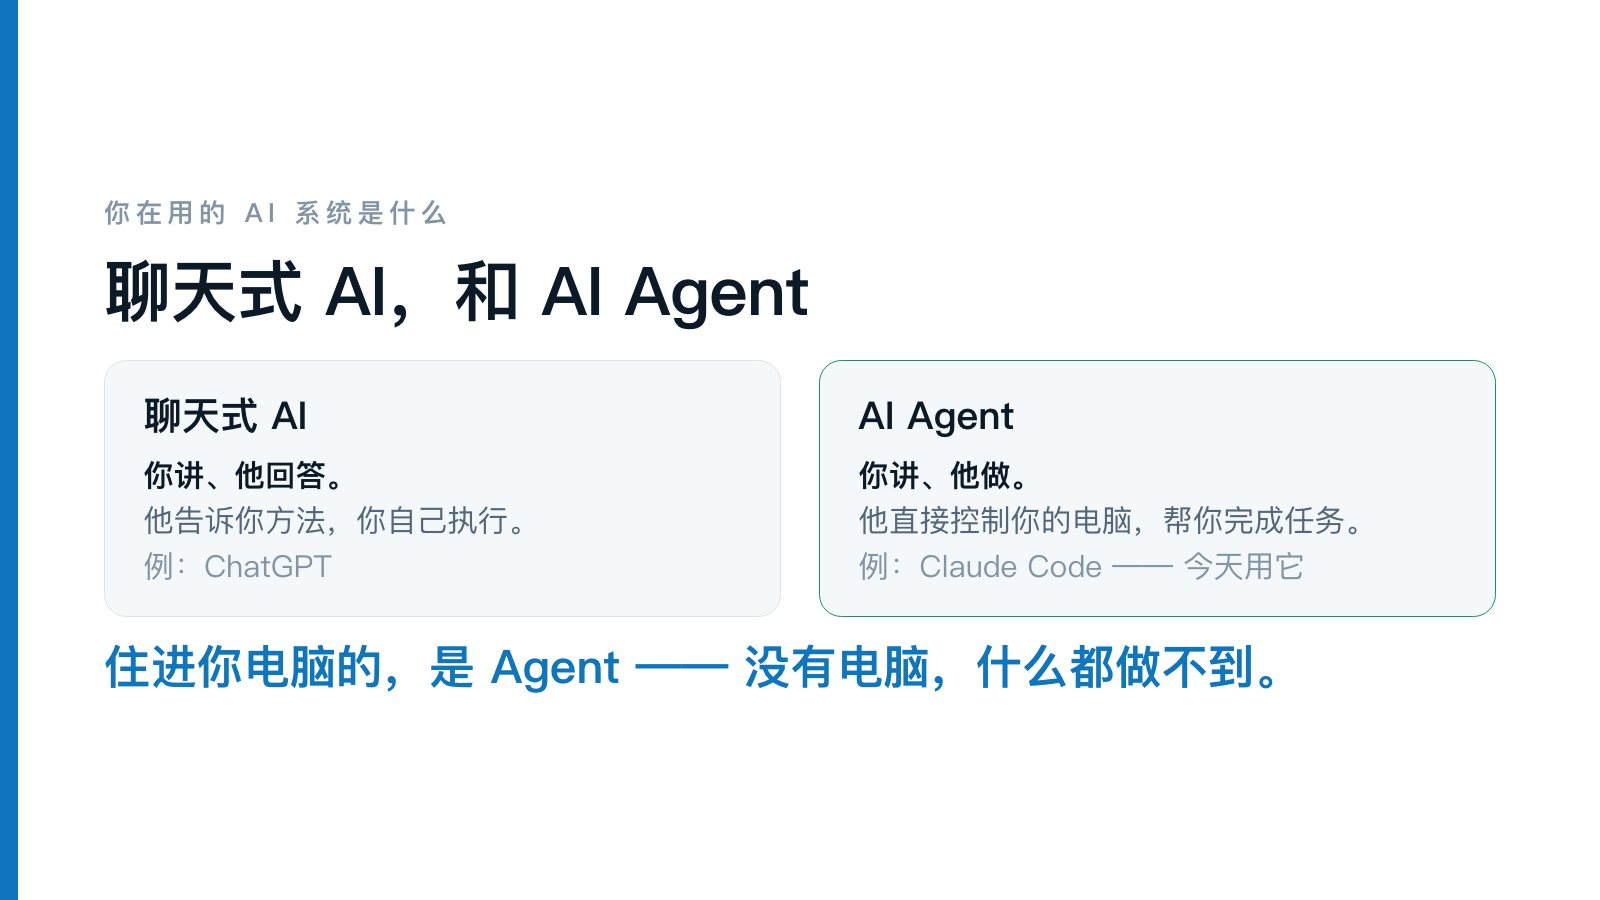 你在用的 AI 系统是什么
聊天式 AI，和 AI Agent
聊天式 AI
你讲、他回答。
他告诉你方法，你自己执行。
例：ChatGPT
AI Agent
你讲、他做。
他直接控制你的电脑，帮你完成任务。
例：Claude Code —— 今天用它
住进你电脑的，是 Agent —— 没有电脑，什么都做不到。